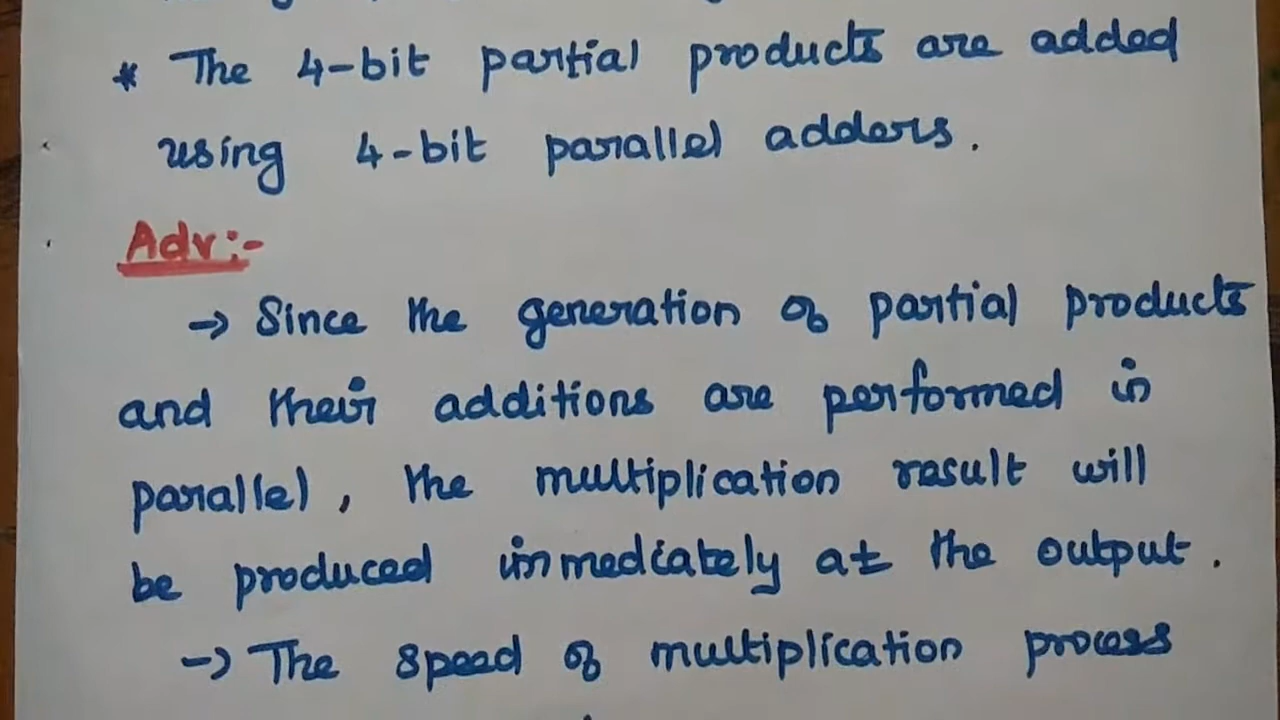 * The 4-bit partial products are added
using 4-bit parallel adders.
Adv:-
→ Since the generation of partial products
and their additions are performed in
parallel, the multiplication result will
be produced immediately at the output.
→ The speed of multiplication process